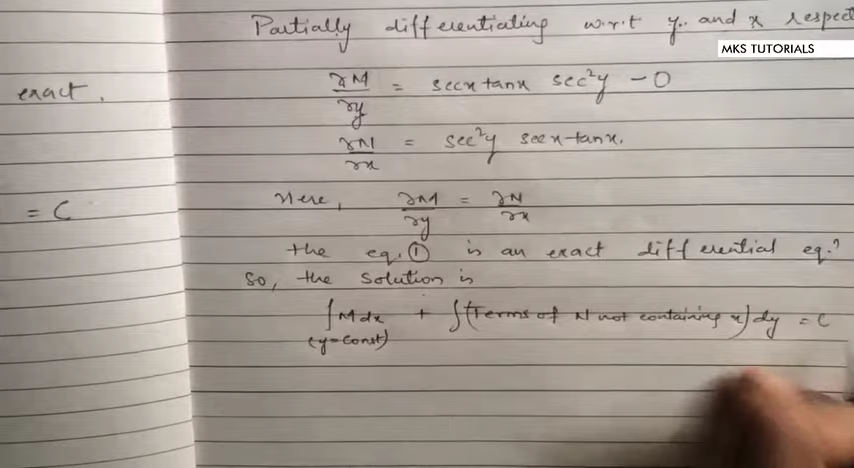 Partially differentiating w.r.t y. and x respect
MKS TUTORIALS
exact.
∂M/∂y = secx tanx sec²y - 0
∂N/∂x = sec²y secx tanx.
= C
Here, ∂M/∂y = ∂N/∂x
the eq. ① is an exact differential eq.ⁿ
So, the solution is
∫Mdx + ∫(Terms of N not containing x) dy = C
(y=const)